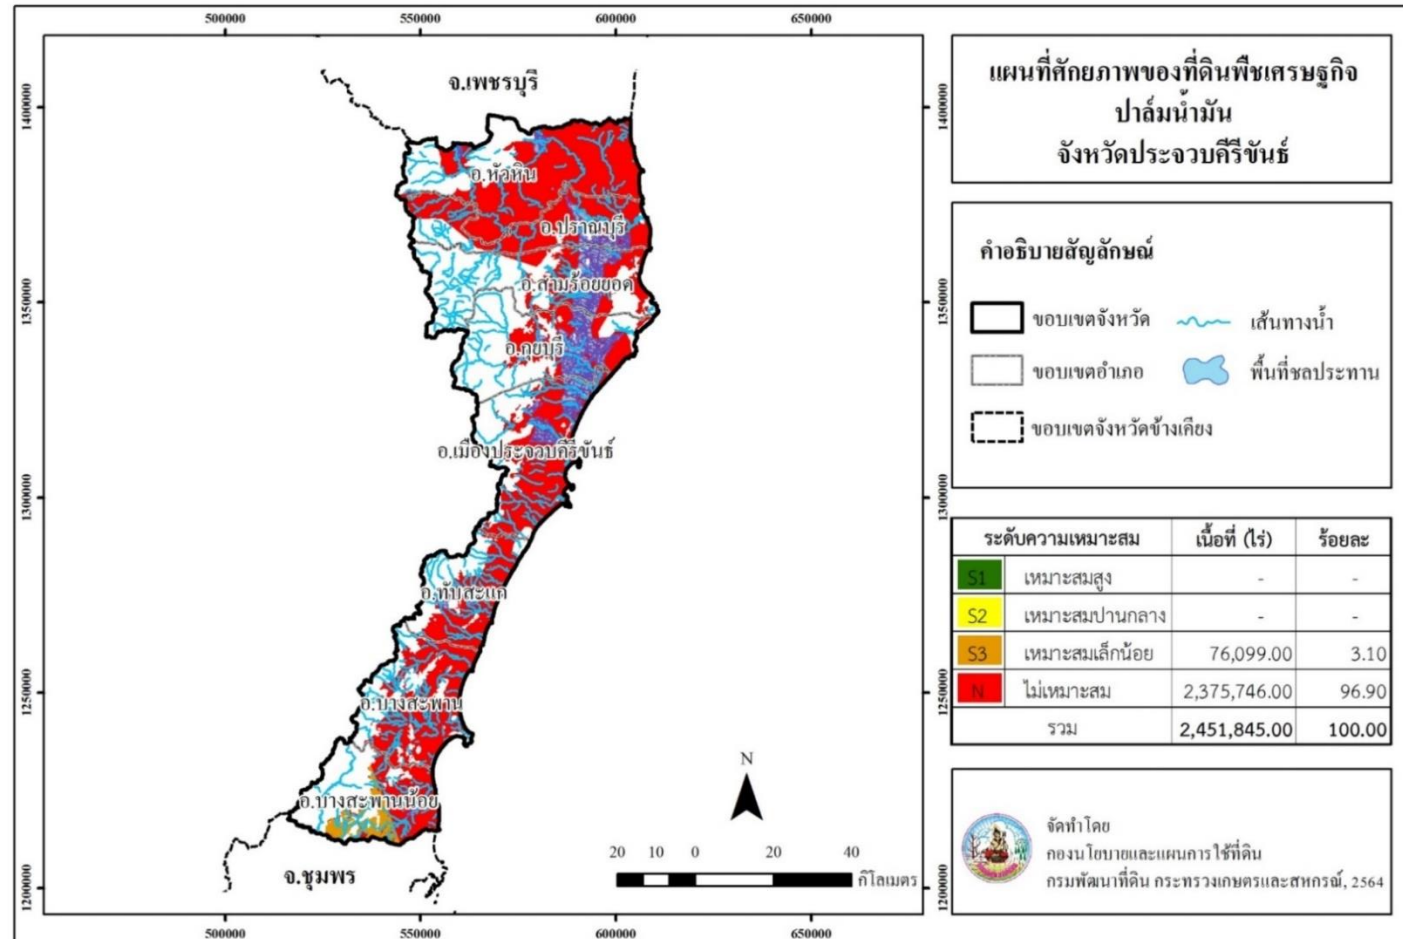 500000 550000 600000 650000
1400000
1350000
1300000
1250000
1200000
จ.เพชรบุรี
อ.หัวหิน
อ.ปราณบุรี
อ.สามร้อยยอด
อ.กุยบุรี
อ.เมืองประจวบคีรีขันธ์
อ.ทับสะแก
อ.บางสะพาน
อ.บางสะพานน้อย
จ.ชุมพร
N
20 10 0 20 40
กิโลเมตร
1400000
1350000
1300000
1250000
1200000
500000 550000 600000 650000
แผนที่ศักยภาพของที่ดินพืชเศรษฐกิจ
ปาล์มน้ำมัน
จังหวัดประจวบคีรีขันธ์
คำอธิบายสัญลักษณ์
ขอบเขตจังหวัด เส้นทางน้ำ
ขอบเขตอำเภอ พื้นที่ชลประทาน
ขอบเขตจังหวัดข้างเคียง
ระดับความเหมาะสม เนื้อที่ (ไร่) ร้อยละ
S1 เหมาะสมสูง - -
S2 เหมาะสมปานกลาง - -
S3 เหมาะสมเล็กน้อย 76,099.00 3.10
N ไม่เหมาะสม 2,375,746.00 96.90
รวม 2,451,845.00 100.00
จัดทำโดย
กองนโยบายและแผนการใช้ที่ดิน
กรมพัฒนาที่ดิน กระทรวงเกษตรและสหกรณ์, 2564